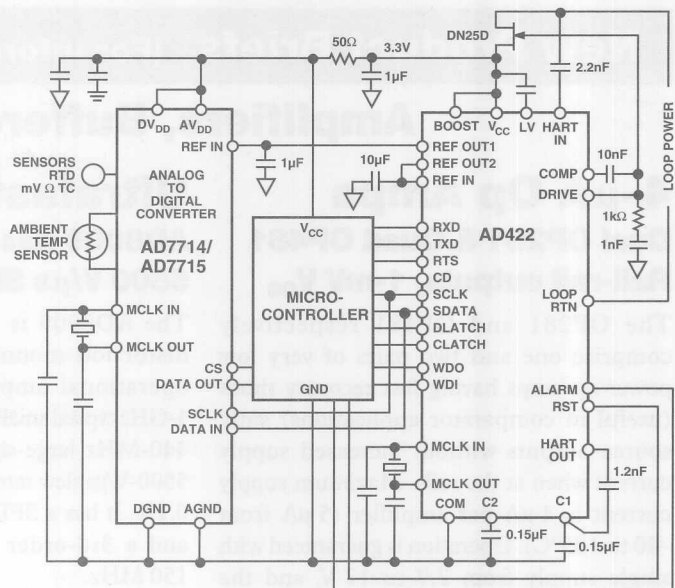 50Ω
3.3V
1μF
DN25D
2.2nF
LOOP POWER
DVDD AVDD
REF IN
1μF
10μF
SENSORS
RTD
mV Ω TC
ANALOG
TO
DIGITAL
CONVERTER
AD7714/
AD7715
AMBIENT
TEMP
SENSOR
MCLK IN
MCLK OUT
CS
DATA OUT
SCLK
DATA IN
DGND AGND
VCC
MICRO-
CONTROLLER
GND
BOOST VCC LV HART
IN
REF OUT1
REF OUT2
REF IN
COMP
DRIVE
10nF
1kΩ
1nF
AD422
RXD
TXD
RTS
CD
SCLK
SDATA
DLATCH
CLATCH
WDO
WDI
LOOP
ALARM
RST
HART
OUT
1.2nF
MCLK IN
MCLK OUT
COM C2 C1
0.15μF
0.15μF